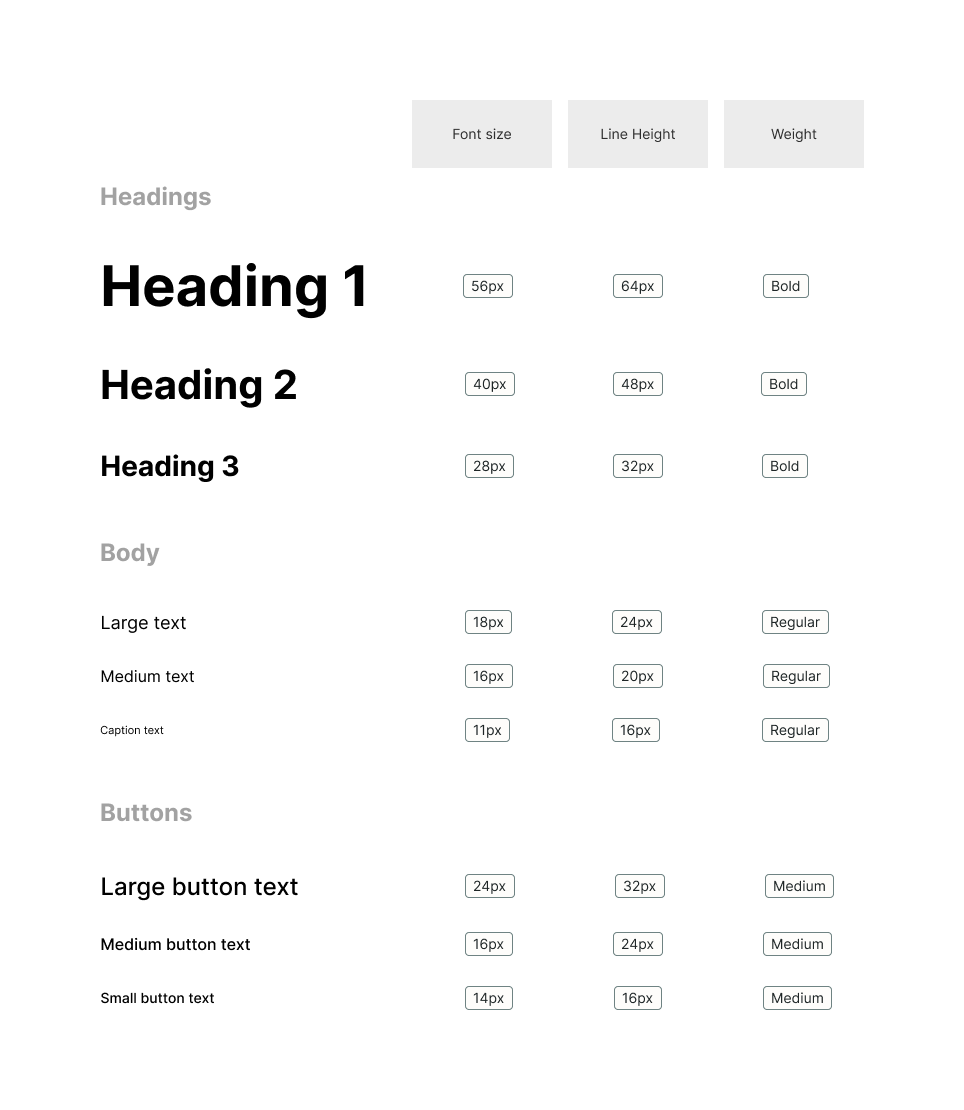 Font size Line Height Weight
Headings
Heading 1 56px 64px Bold
Heading 2 40px 48px Bold
Heading 3 28px 32px Bold
Body
Large text 18px 24px Regular
Medium text 16px 20px Regular
Caption text 11px 16px Regular
Buttons
Large button text 24px 32px Medium
Medium button text 16px 24px Medium
Small button text 14px 16px Medium